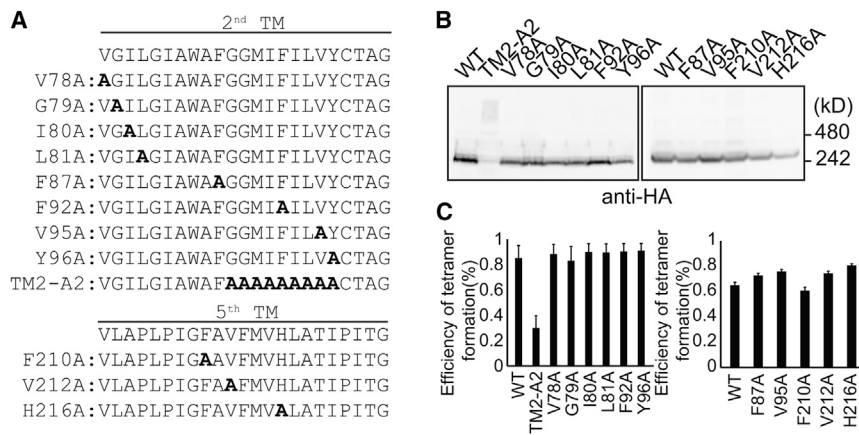 A
2nd TM
VGILGIAWAFGGMIFILVYCTAG
V78A:AGILGIAWAFGGMIFILVYCTAG
G79A:VAILGIAWAFGGMIFILVYCTAG
I80A:VGALGIAWAFGGMIFILVYCTAG
L81A:VGIAGIAWAFGGMIFILVYCTAG
F87A:VGILGIAWAAGGMIFILVYCTAG
F92A:VGILGIAWAFGGMIAILVYCTAG
V95A:VGILGIAWAFGGMIFILAYCTAG
Y96A:VGILGIAWAFGGMIFILVACTAG
TM2-A2:VGILGIAWAFAAAAAAAAACTAG
5th TM
VLAPLPIGFAVFMVHLATIPITG
F210A:VLAPLPIGAAVFMVHLATIPITG
V212A:VLAPLPIGFAAFMVHLATIPITG
H216A:VLAPLPIGFAVFMVALATIPITG
B
WT TM2-A2 V78A G79A I80A L81A F92A Y96A
WT F87A V95A F210A V212A H216A
(kD)
480
242
anti-HA
C
Efficiency of tetramer
formation(%)
1
0.8
0.6
0.4
0.2
0
WT TM2-A2 V78A G79A I80A L81A F92A Y96A
Efficiency of tetramer
formation(%)
1
0.8
0.6
0.4
0.2
0
WT F87A V95A F210A V212A H216A